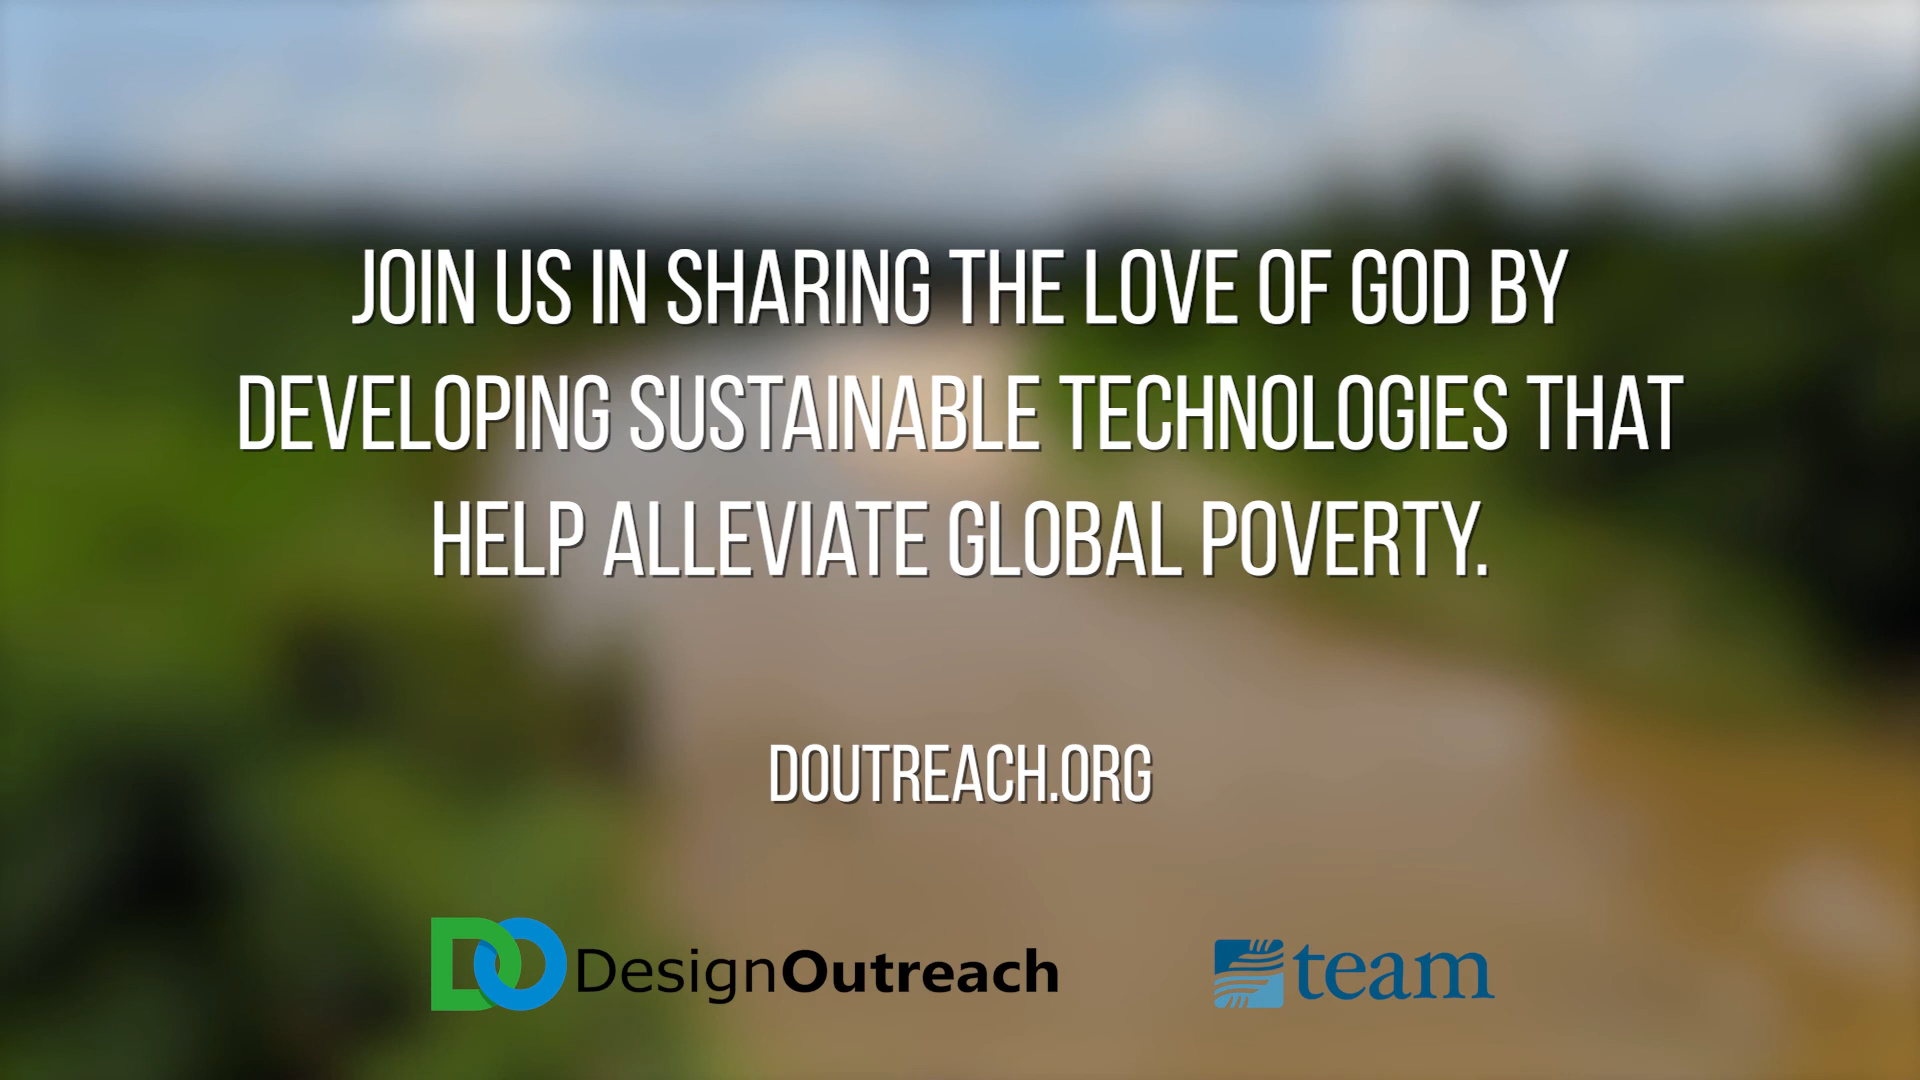 JOIN US IN SHARING THE LOVE OF GOD BY
DEVELOPING SUSTAINABLE TECHNOLOGIES THAT
HELP ALLEVIATE GLOBAL POVERTY.
DOUTREACH.ORG
DO DesignOutreach
team